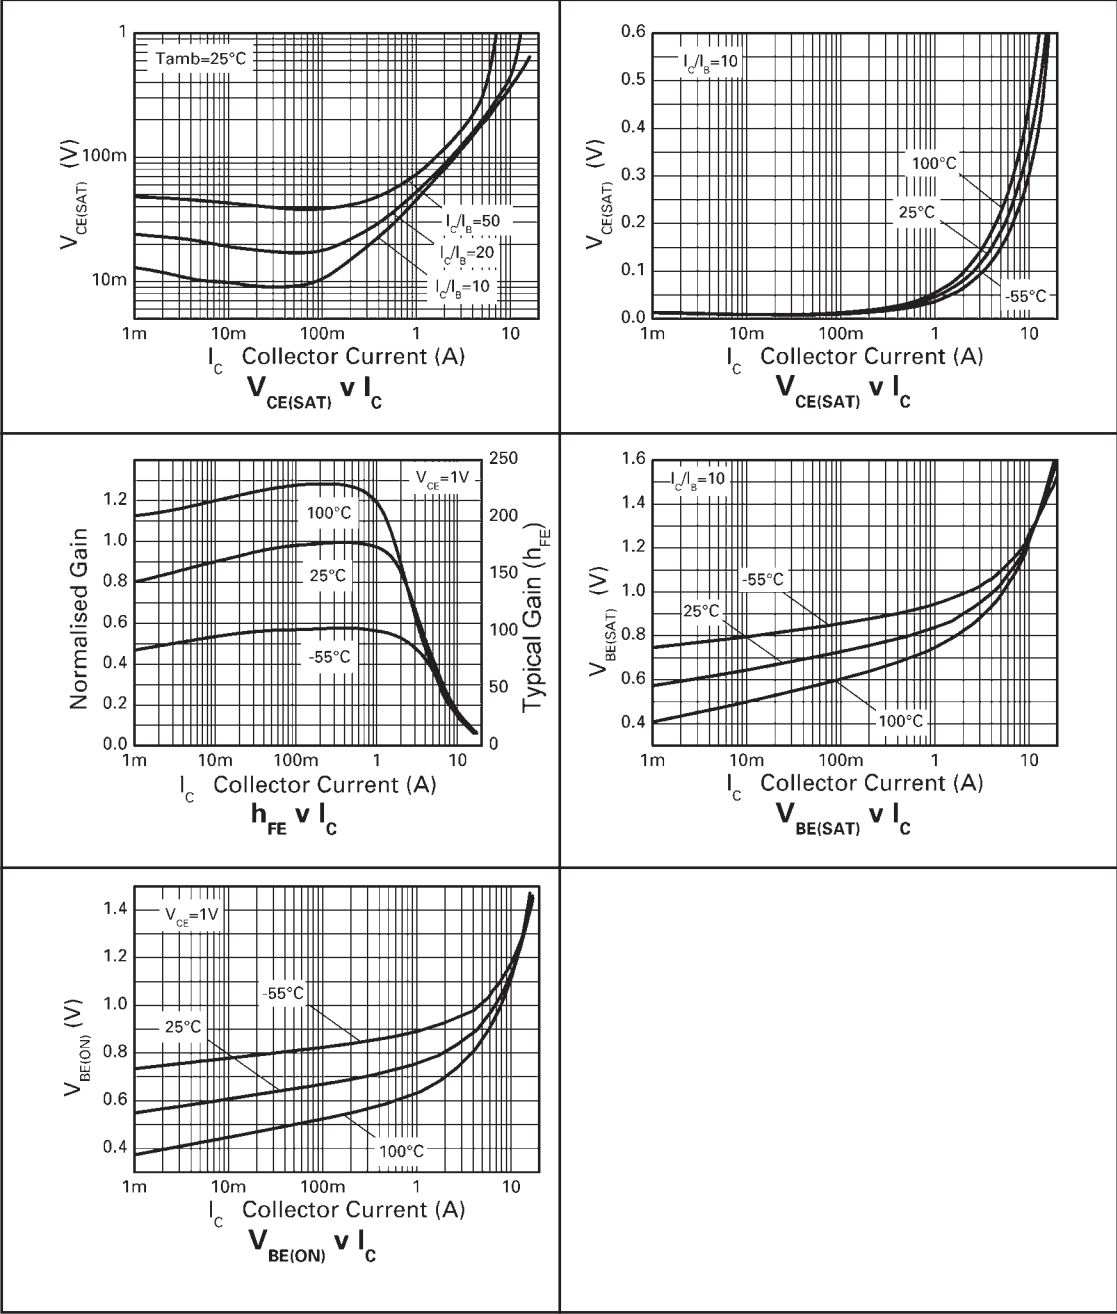 1
100m
10m
V_CE(SAT) (V)
Tamb=25°C
I_C/I_B=50
I_C/I_B=20
I_C/I_B=10
1m 10m 100m 1 10
I_C Collector Current (A)
V_CE(SAT) v I_C
0.6
0.5
0.4
0.3
0.2
0.1
0.0
V_CE(SAT) (V)
I_C/I_B=10
100°C
25°C
-55°C
1m 10m 100m 1 10
I_C Collector Current (A)
V_CE(SAT) v I_C
1.2
1.0
0.8
0.6
0.4
0.2
0.0
Normalised Gain
V_CE=1V
100°C
25°C
-55°C
250
200
150
100
50
0
Typical Gain (h_FE)
1m 10m 100m 1 10
I_C Collector Current (A)
h_FE v I_C
1.6
1.4
1.2
1.0
0.8
0.6
0.4
V_BE(SAT) (V)
I_C/I_B=10
-55°C
25°C
100°C
1m 10m 100m 1 10
I_C Collector Current (A)
V_BE(SAT) v I_C
1.4
1.2
1.0
0.8
0.6
0.4
V_BE(ON) (V)
V_CE=1V
-55°C
25°C
100°C
1m 10m 100m 1 10
I_C Collector Current (A)
V_BE(ON) v I_C